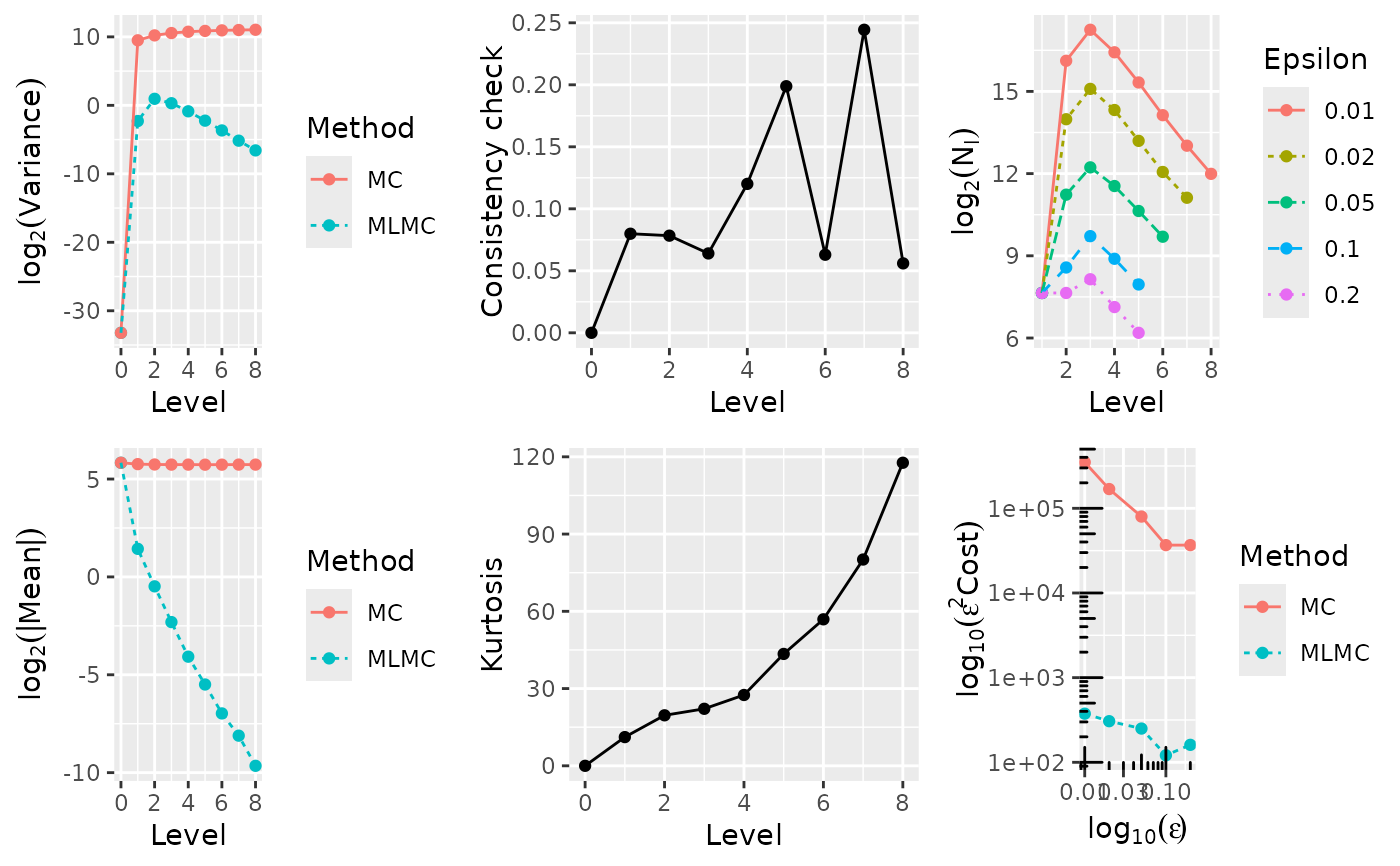 log₂(Variance)
10
0
-10
-20
-30
0 2 4 6 8
Level
Method
MC
MLMC
Consistency check
0.25
0.20
0.15
0.10
0.05
0.00
0 2 4 6 8
Level
log₂(Nₗ)
15
12
9
6
2 4 6 8
Level
Epsilon
0.01
0.02
0.05
0.1
0.2
log₂(|Mean|)
5
0
-5
-10
0 2 4 6 8
Level
Method
MC
MLMC
Kurtosis
120
90
60
30
0
0 2 4 6 8
Level
log₁₀(ε²Cost)
1e+05
1e+04
1e+03
1e+02
0.01 0.03 0.10
log₁₀(ε)
Method
MC
MLMC